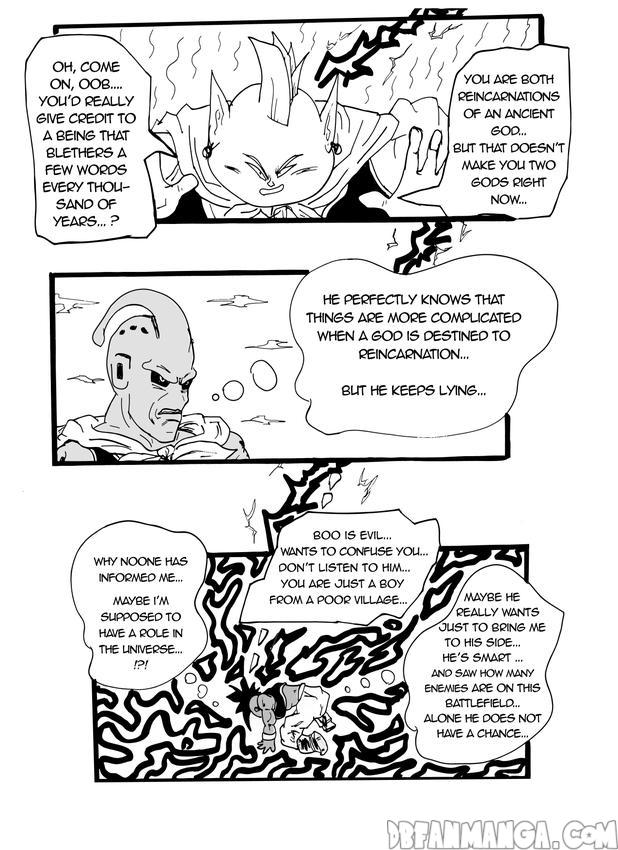 OH, COME
ON, OOB....
YOU'D REALLY
GIVE CREDIT TO
A BEING THAT
BLETHERS A
FEW WORDS
EVERY THOU-
SAND OF
YEARS... ?
YOU ARE BOTH
REINCARNATIONS
OF AN ANCIENT
GOD...
BUT THAT DOESN'T
MAKE YOU TWO
GODS RIGHT
NOW...
HE PERFECTLY KNOWS THAT
THINGS ARE MORE COMPLICATED
WHEN A GOD IS DESTINED TO
REINCARNATION...
BUT HE KEEPS LYING...
WHY NOONE HAS
INFORMED ME...
MAYBE I'M
SUPPOSED TO
HAVE A ROLE IN
THE UNIVERSE...
!?!
BOO IS EVIL...
WANTS TO CONFUSE YOU...
DON'T LISTEN TO HIM...
YOU ARE JUST A BOY
FROM A POOR VILLAGE...
MAYBE HE
REALLY WANTS
JUST TO BRING ME
TO HIS SIDE...
HE'S SMART ...
AND SAW HOW MANY
ENEMIES ARE ON THIS
BATTLEFIELD...
ALONE HE DOES NOT
HAVE A CHANCE...
DBFANMANGA.COM